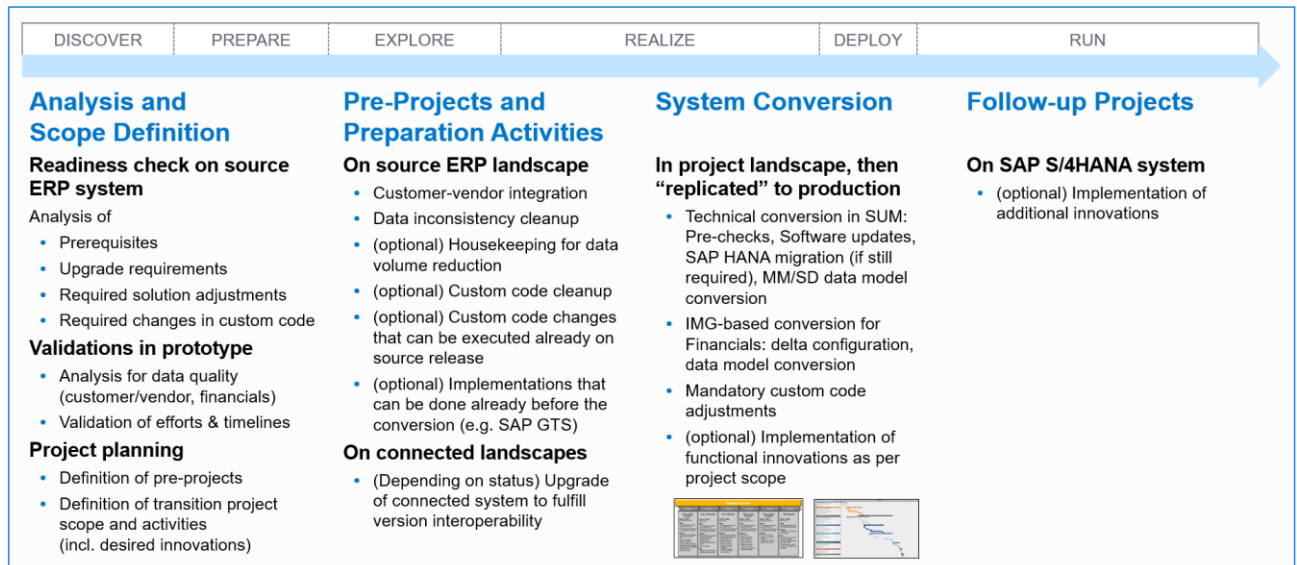 DISCOVER
PREPARE
EXPLORE
REALIZE
DEPLOY
RUN
Analysis and
Scope Definition
Readiness check on source
ERP system
Analysis of
• Prerequisites
• Upgrade requirements
• Required solution adjustments
• Required changes in custom code
Validations in prototype
• Analysis for data quality
(customer/vendor, financials)
• Validation of efforts & timelines
Project planning
• Definition of pre-projects
• Definition of transition project
scope and activities
(incl. desired innovations)
Pre-Projects and
Preparation Activities
On source ERP landscape
• Customer-vendor integration
• Data inconsistency cleanup
• (optional) Housekeeping for data
volume reduction
• (optional) Custom code cleanup
• (optional) Custom code changes
that can be executed already on
source release
• (optional) Implementations that
can be done already before the
conversion (e.g. SAP GTS)
On connected landscapes
• (Depending on status) Upgrade
of connected system to fulfill
version interoperability
System Conversion
In project landscape, then
“replicated” to production
• Technical conversion in SUM:
Pre-checks, Software updates,
SAP HANA migration (if still
required), MM/SD data model
conversion
• IMG-based conversion for
Financials: delta configuration,
data model conversion
• Mandatory custom code
adjustments
• (optional) Implementation of
functional innovations as per
project scope
Follow-up Projects
On SAP S/4HANA system
• (optional) Implementation of
additional innovations